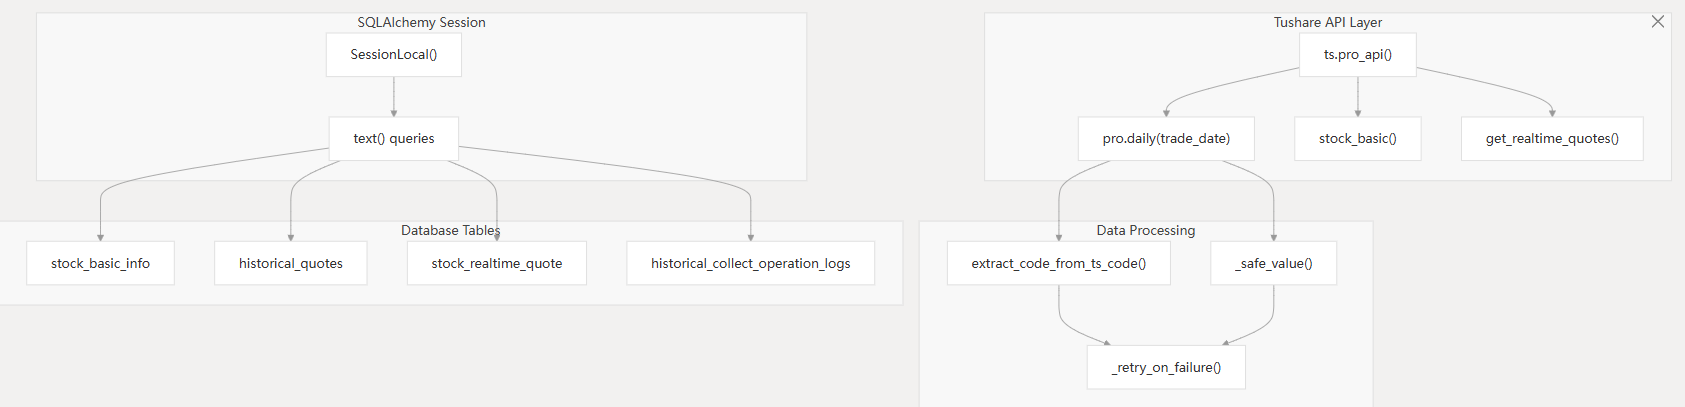 SQLAlchemy Session
SessionLocal()
text() queries
Database Tables
stock_basic_info
historical_quotes
stock_realtime_quote
historical_collect_operation_logs
Tushare API Layer
ts.pro_api()
pro.daily(trade_date)
stock_basic()
get_realtime_quotes()
Data Processing
extract_code_from_ts_code()
_safe_value()
_retry_on_failure()